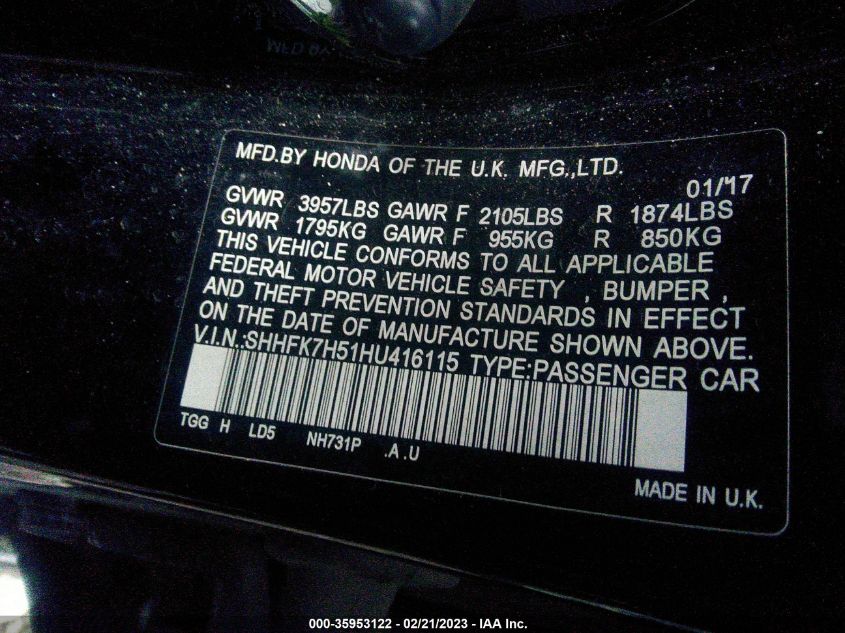 MFD.BY HONDA OF THE U.K. MFG.,LTD.
01/17
GVWR 3957LBS GAWR F 2105LBS R 1874LBS
GVWR 1795KG GAWR F 955KG R 850KG
THIS VEHICLE CONFORMS TO ALL APPLICABLE
FEDERAL MOTOR VEHICLE SAFETY , BUMPER ,
AND THEFT PREVENTION STANDARDS IN EFFECT
ON THE DATE OF MANUFACTURE SHOWN ABOVE.
V.I.N.:SHHFK7H51HU416115 TYPE:PASSENGER CAR
TGG H LD5 NH731P .A.U
MADE IN U.K.
000-35953122 - 02/21/2023 - IAA Inc.